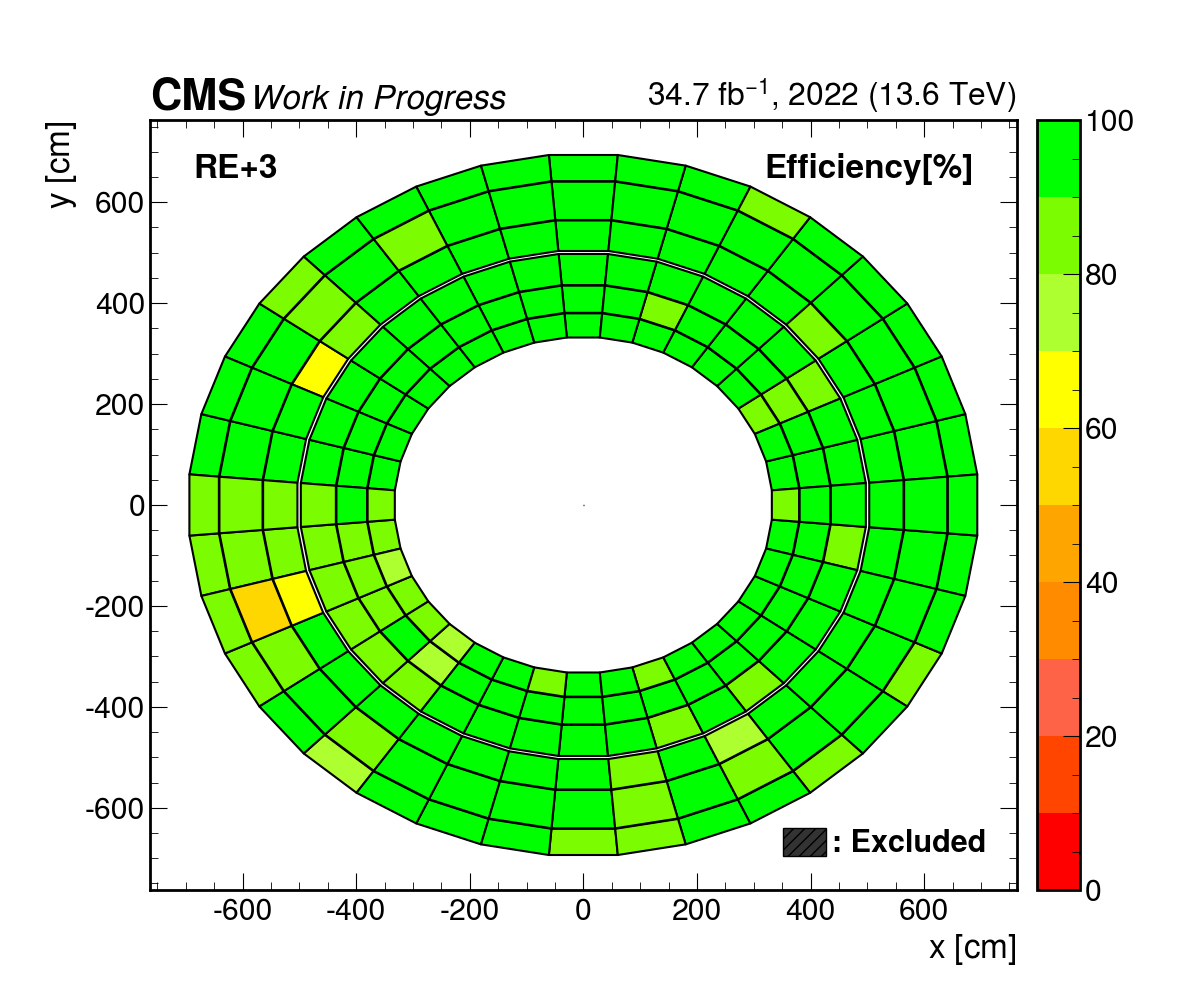 CMS Work in Progress 34.7 fb⁻¹, 2022 (13.6 TeV)
y [cm]
RE+3 Efficiency[%]
600
400
200
0
-200
-400
-600
: Excluded
-600 -400 -200 0 200 400 600
x [cm]
100
80
60
40
20
0